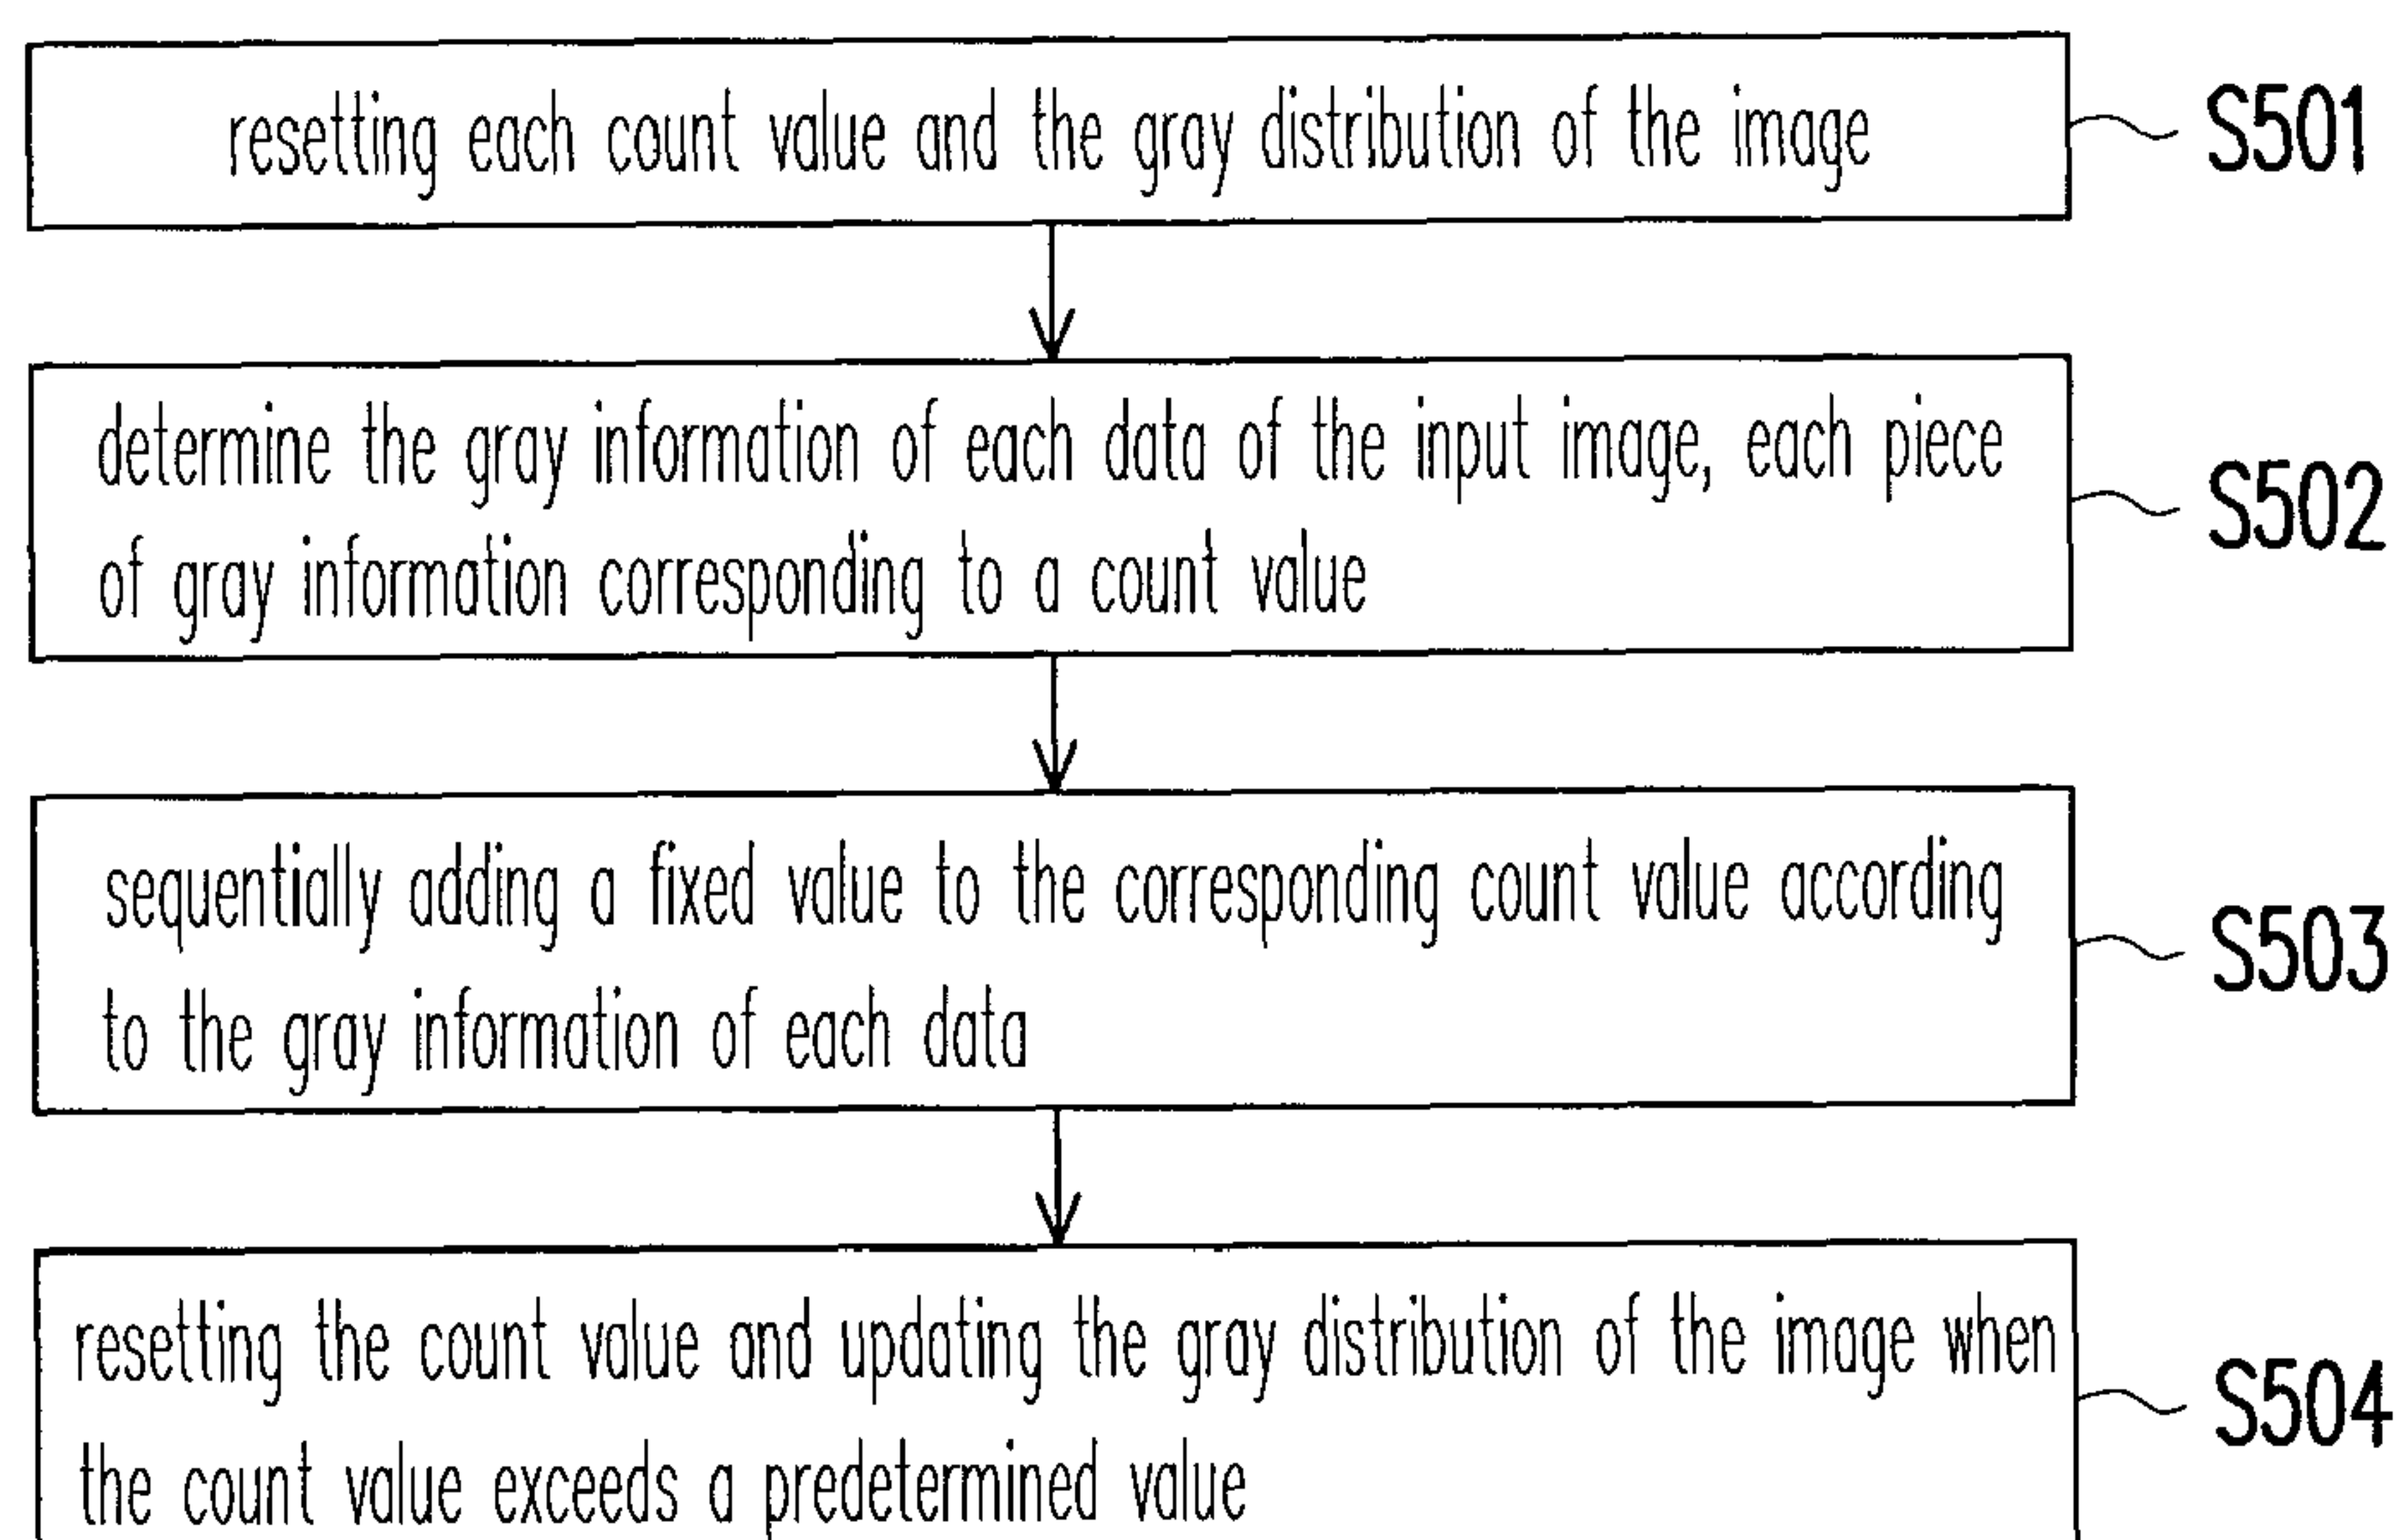 resetting each count value and the gray distribution of the image
S501
determine the gray information of each data of the input image, each piece
of gray information corresponding to a count value
S502
sequentially adding a fixed value to the corresponding count value according
to the gray information of each data
S503
resetting the count value and updating the gray distribution of the image when
the count value exceeds a predetermined value
S504